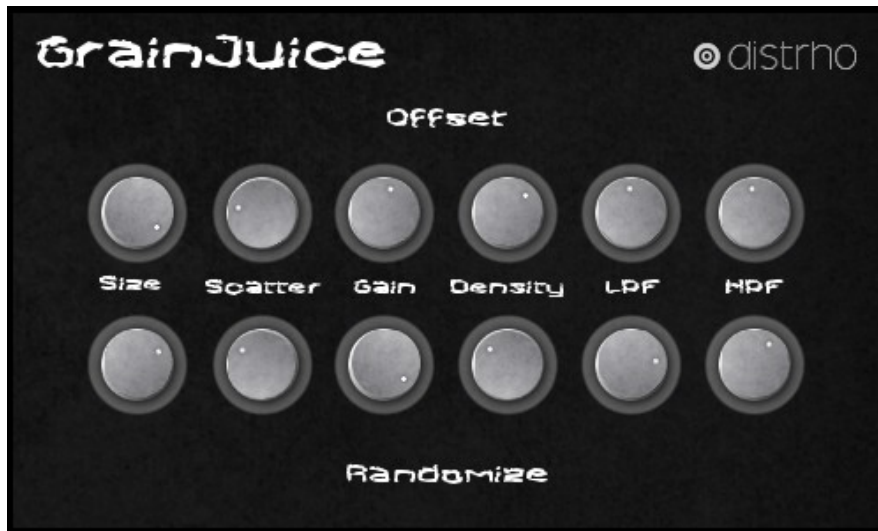 GrainJuice distrho
Offset
Size Scatter Gain Density LPF HPF
Randomize